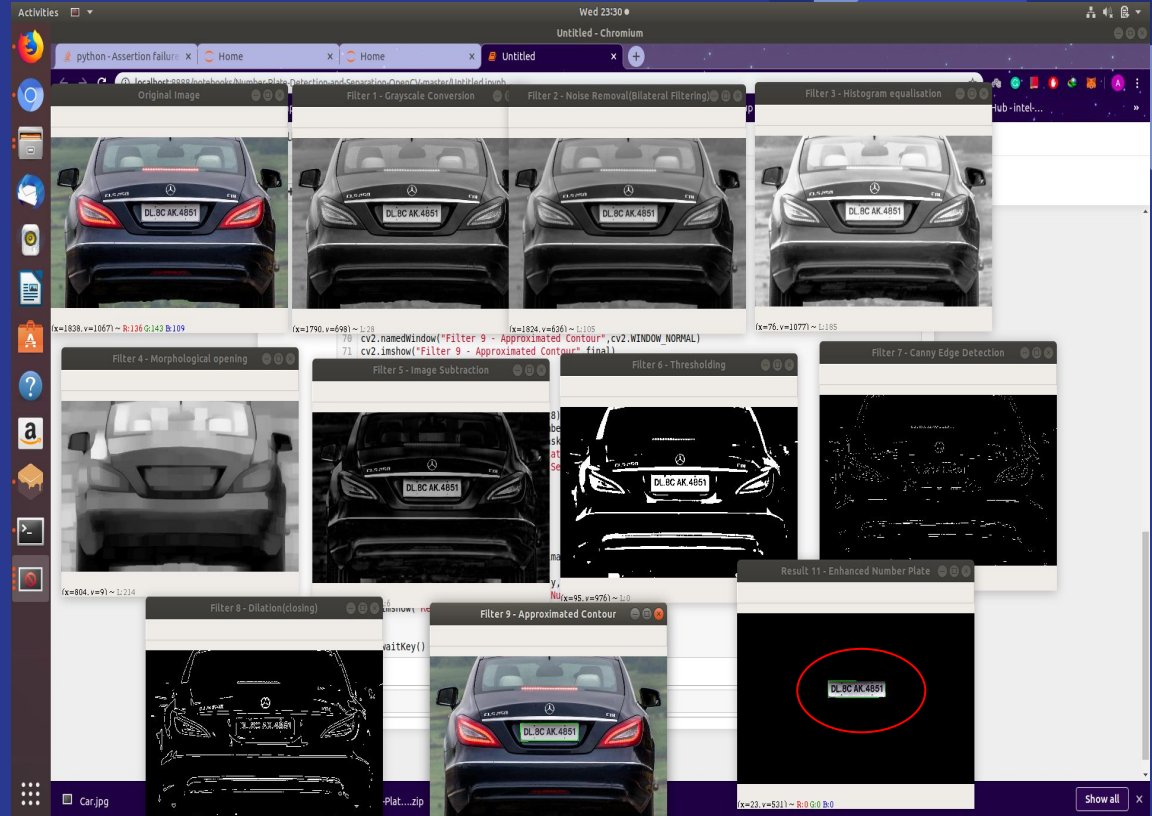 Activities
Wed 23:30
Untitled - Chromium
python - Assertion failure
Home
Home
Untitled
localhost:8888/notebooks/Number-Plate-Detection-and-Separation-OpenCV-master/Untitled.ipynb
Hub - intel-...
Original Image
Filter 1 - Grayscale Conversion
Filter 2 - Noise Removal(Bilateral Filtering)
Filter 3 - Histogram equalisation
DL.8C AK.4851
DL.8C AK.4851
DL.8C AK.4851
DL.8C AK.4851
(x=1838, y=1067) ~ R:136 G:143 B:109
(x=1790, y=698) ~ L:28
(x=1824, y=636) ~ L:105
(x=76, y=1077) ~ L:185
70 cv2.namedWindow("Filter 9 - Approximated Contour",cv2.WINDOW_NORMAL)
71 cv2.imshow("Filter 9 - Approximated Contour",final)
Filter 4 - Morphological opening
Filter 5 - Image Subtraction
Filter 6 - Thresholding
Filter 7 - Canny Edge Detection
DL.8C AK.4851
DL.8C AK.4851
(x=804, y=9) ~ L:214
(x=95, y=976) ~ L:0
Filter 8 - Dilation(closing)
Filter 9 - Approximated Contour
Result 11 - Enhanced Number Plate
waitKey()
DL.8C AK.4851
DL.8C AK.4851
DL.8C AK.4851
(x=23, y=531) ~ R:0 G:0 B:0
Car.jpg
-Plat....zip
Show all